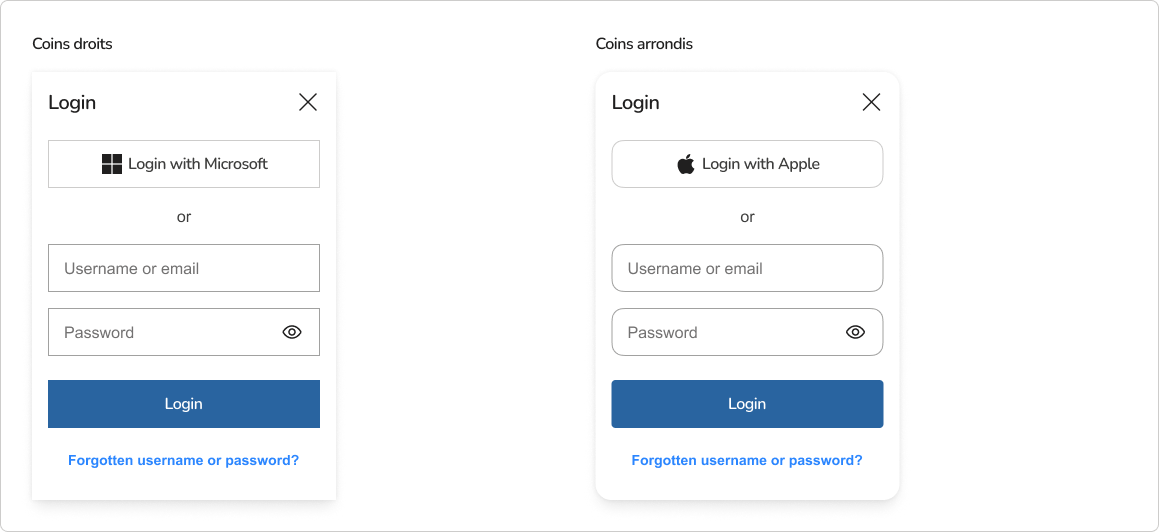 Coins droits
Login
Login with Microsoft
or
Username or email
Password
Login
Forgotten username or password?
Coins arrondis
Login
Login with Apple
or
Username or email
Password
Login
Forgotten username or password?